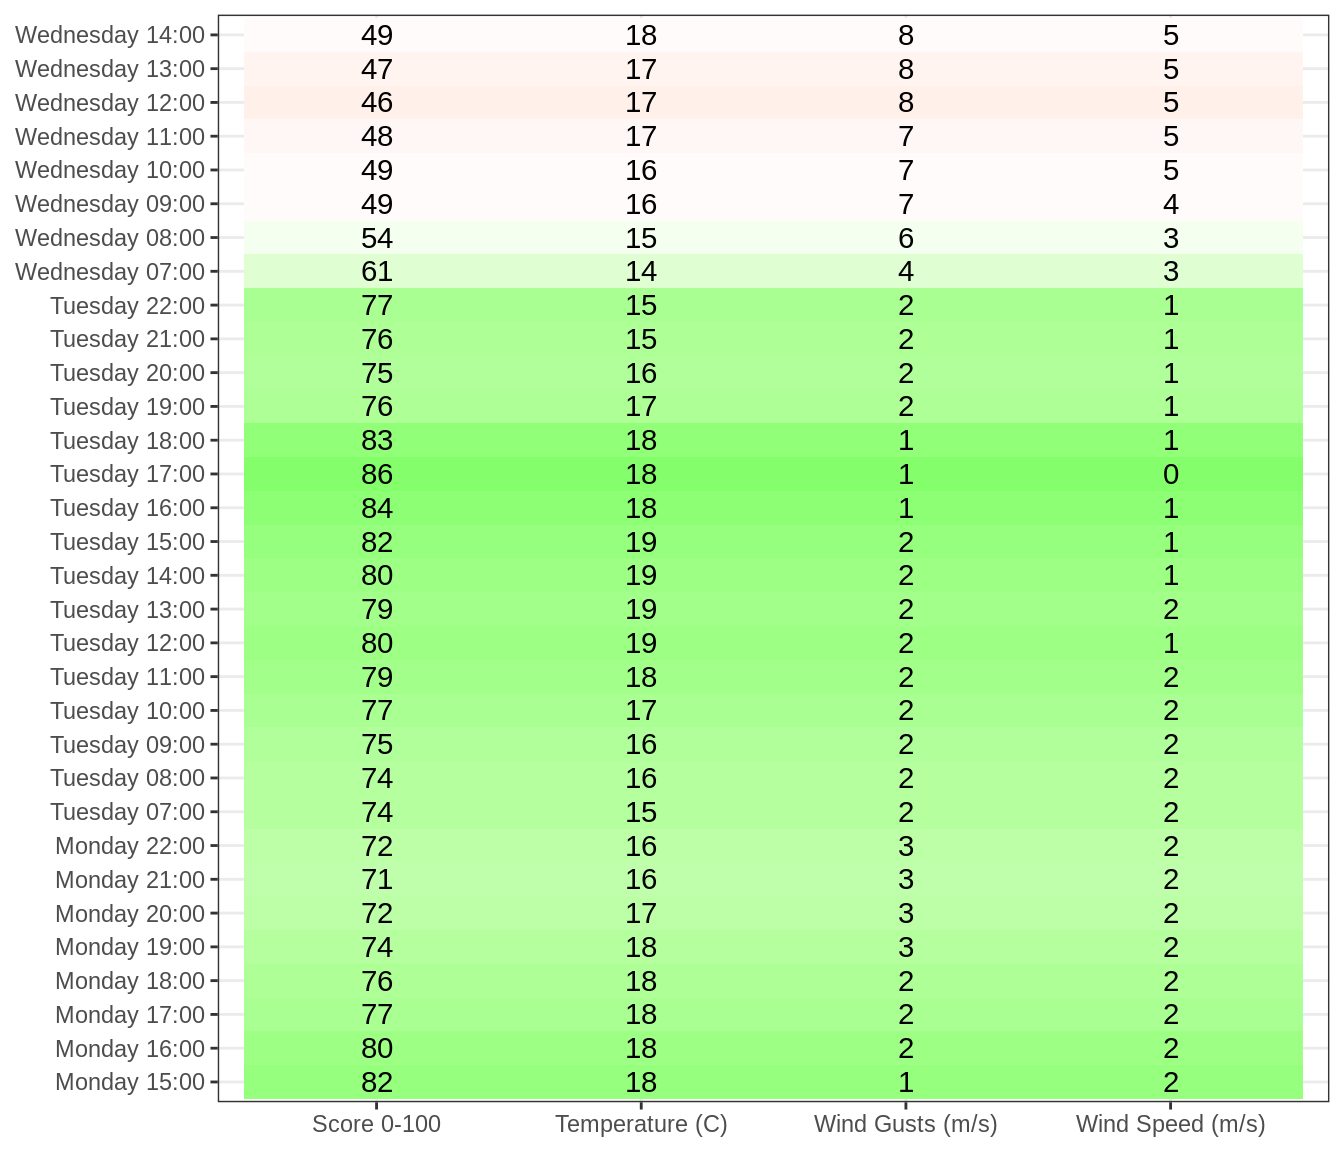 Wednesday 14:00 49 18 8 5
Wednesday 13:00 47 17 8 5
Wednesday 12:00 46 17 8 5
Wednesday 11:00 48 17 7 5
Wednesday 10:00 49 16 7 5
Wednesday 09:00 49 16 7 4
Wednesday 08:00 54 15 6 3
Wednesday 07:00 61 14 4 3
Tuesday 22:00 77 15 2 1
Tuesday 21:00 76 15 2 1
Tuesday 20:00 75 16 2 1
Tuesday 19:00 76 17 2 1
Tuesday 18:00 83 18 1 1
Tuesday 17:00 86 18 1 0
Tuesday 16:00 84 18 1 1
Tuesday 15:00 82 19 2 1
Tuesday 14:00 80 19 2 1
Tuesday 13:00 79 19 2 2
Tuesday 12:00 80 19 2 1
Tuesday 11:00 79 18 2 2
Tuesday 10:00 77 17 2 2
Tuesday 09:00 75 16 2 2
Tuesday 08:00 74 16 2 2
Tuesday 07:00 74 15 2 2
Monday 22:00 72 16 3 2
Monday 21:00 71 16 3 2
Monday 20:00 72 17 3 2
Monday 19:00 74 18 3 2
Monday 18:00 76 18 2 2
Monday 17:00 77 18 2 2
Monday 16:00 80 18 2 2
Monday 15:00 82 18 1 2
Score 0-100 Temperature (C) Wind Gusts (m/s) Wind Speed (m/s)